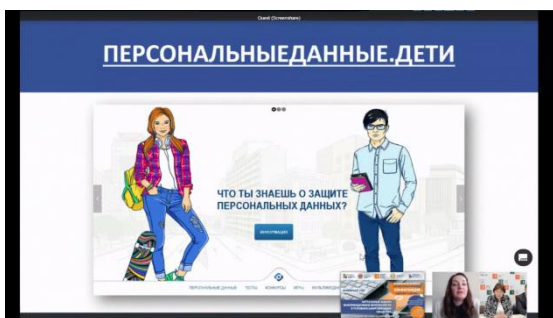 Guest (Screenshare)
ПЕРСОНАЛЬНЫЕДАННЫЕ.ДЕТИ
ЧТО ТЫ ЗНАЕШЬ О ЗАЩИТЕ
ПЕРСОНАЛЬНЫХ ДАННЫХ?
ИНФОРМАЦИЯ
ПЕРСОНАЛЬНЫЕ ДАННЫЕ ТЕСТЫ КОНКУРСЫ ИГРЫ